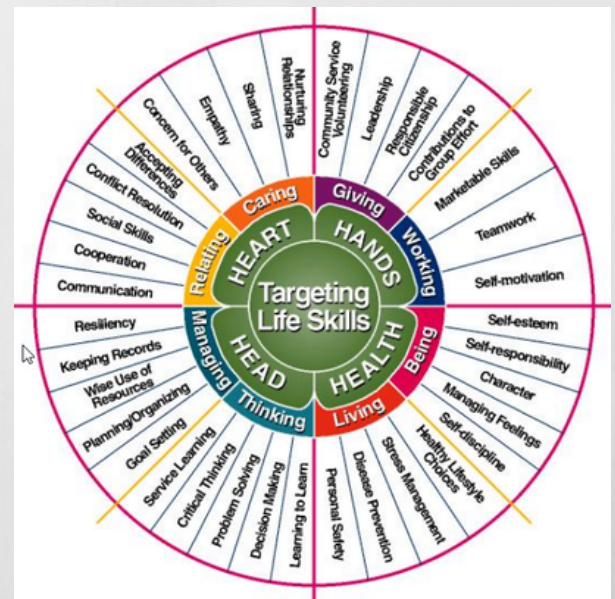 Targeting
Life Skills
HEART
HANDS
HEALTH
HEAD
Caring
Giving
Working
Being
Living
Thinking
Managing
Relating
Nurturing
Relationships
Sharing
Empathy
Concern for Others
Accepting
Differences
Conflict Resolution
Social Skills
Cooperation
Communication
Community Service
Volunteering
Leadership
Responsible
Citizenship
Contributions to
Group Effort
Marketable Skills
Teamwork
Self-motivation
Self-esteem
Self-responsibility
Character
Managing Feelings
Self-discipline
Healthy Lifestyle
Choices
Stress Management
Disease Prevention
Personal Safety
Learning to Learn
Decision Making
Problem Solving
Critical Thinking
Service Learning
Goal Setting
Planning/Organizing
Wise Use of
Resources
Keeping Records
Resiliency